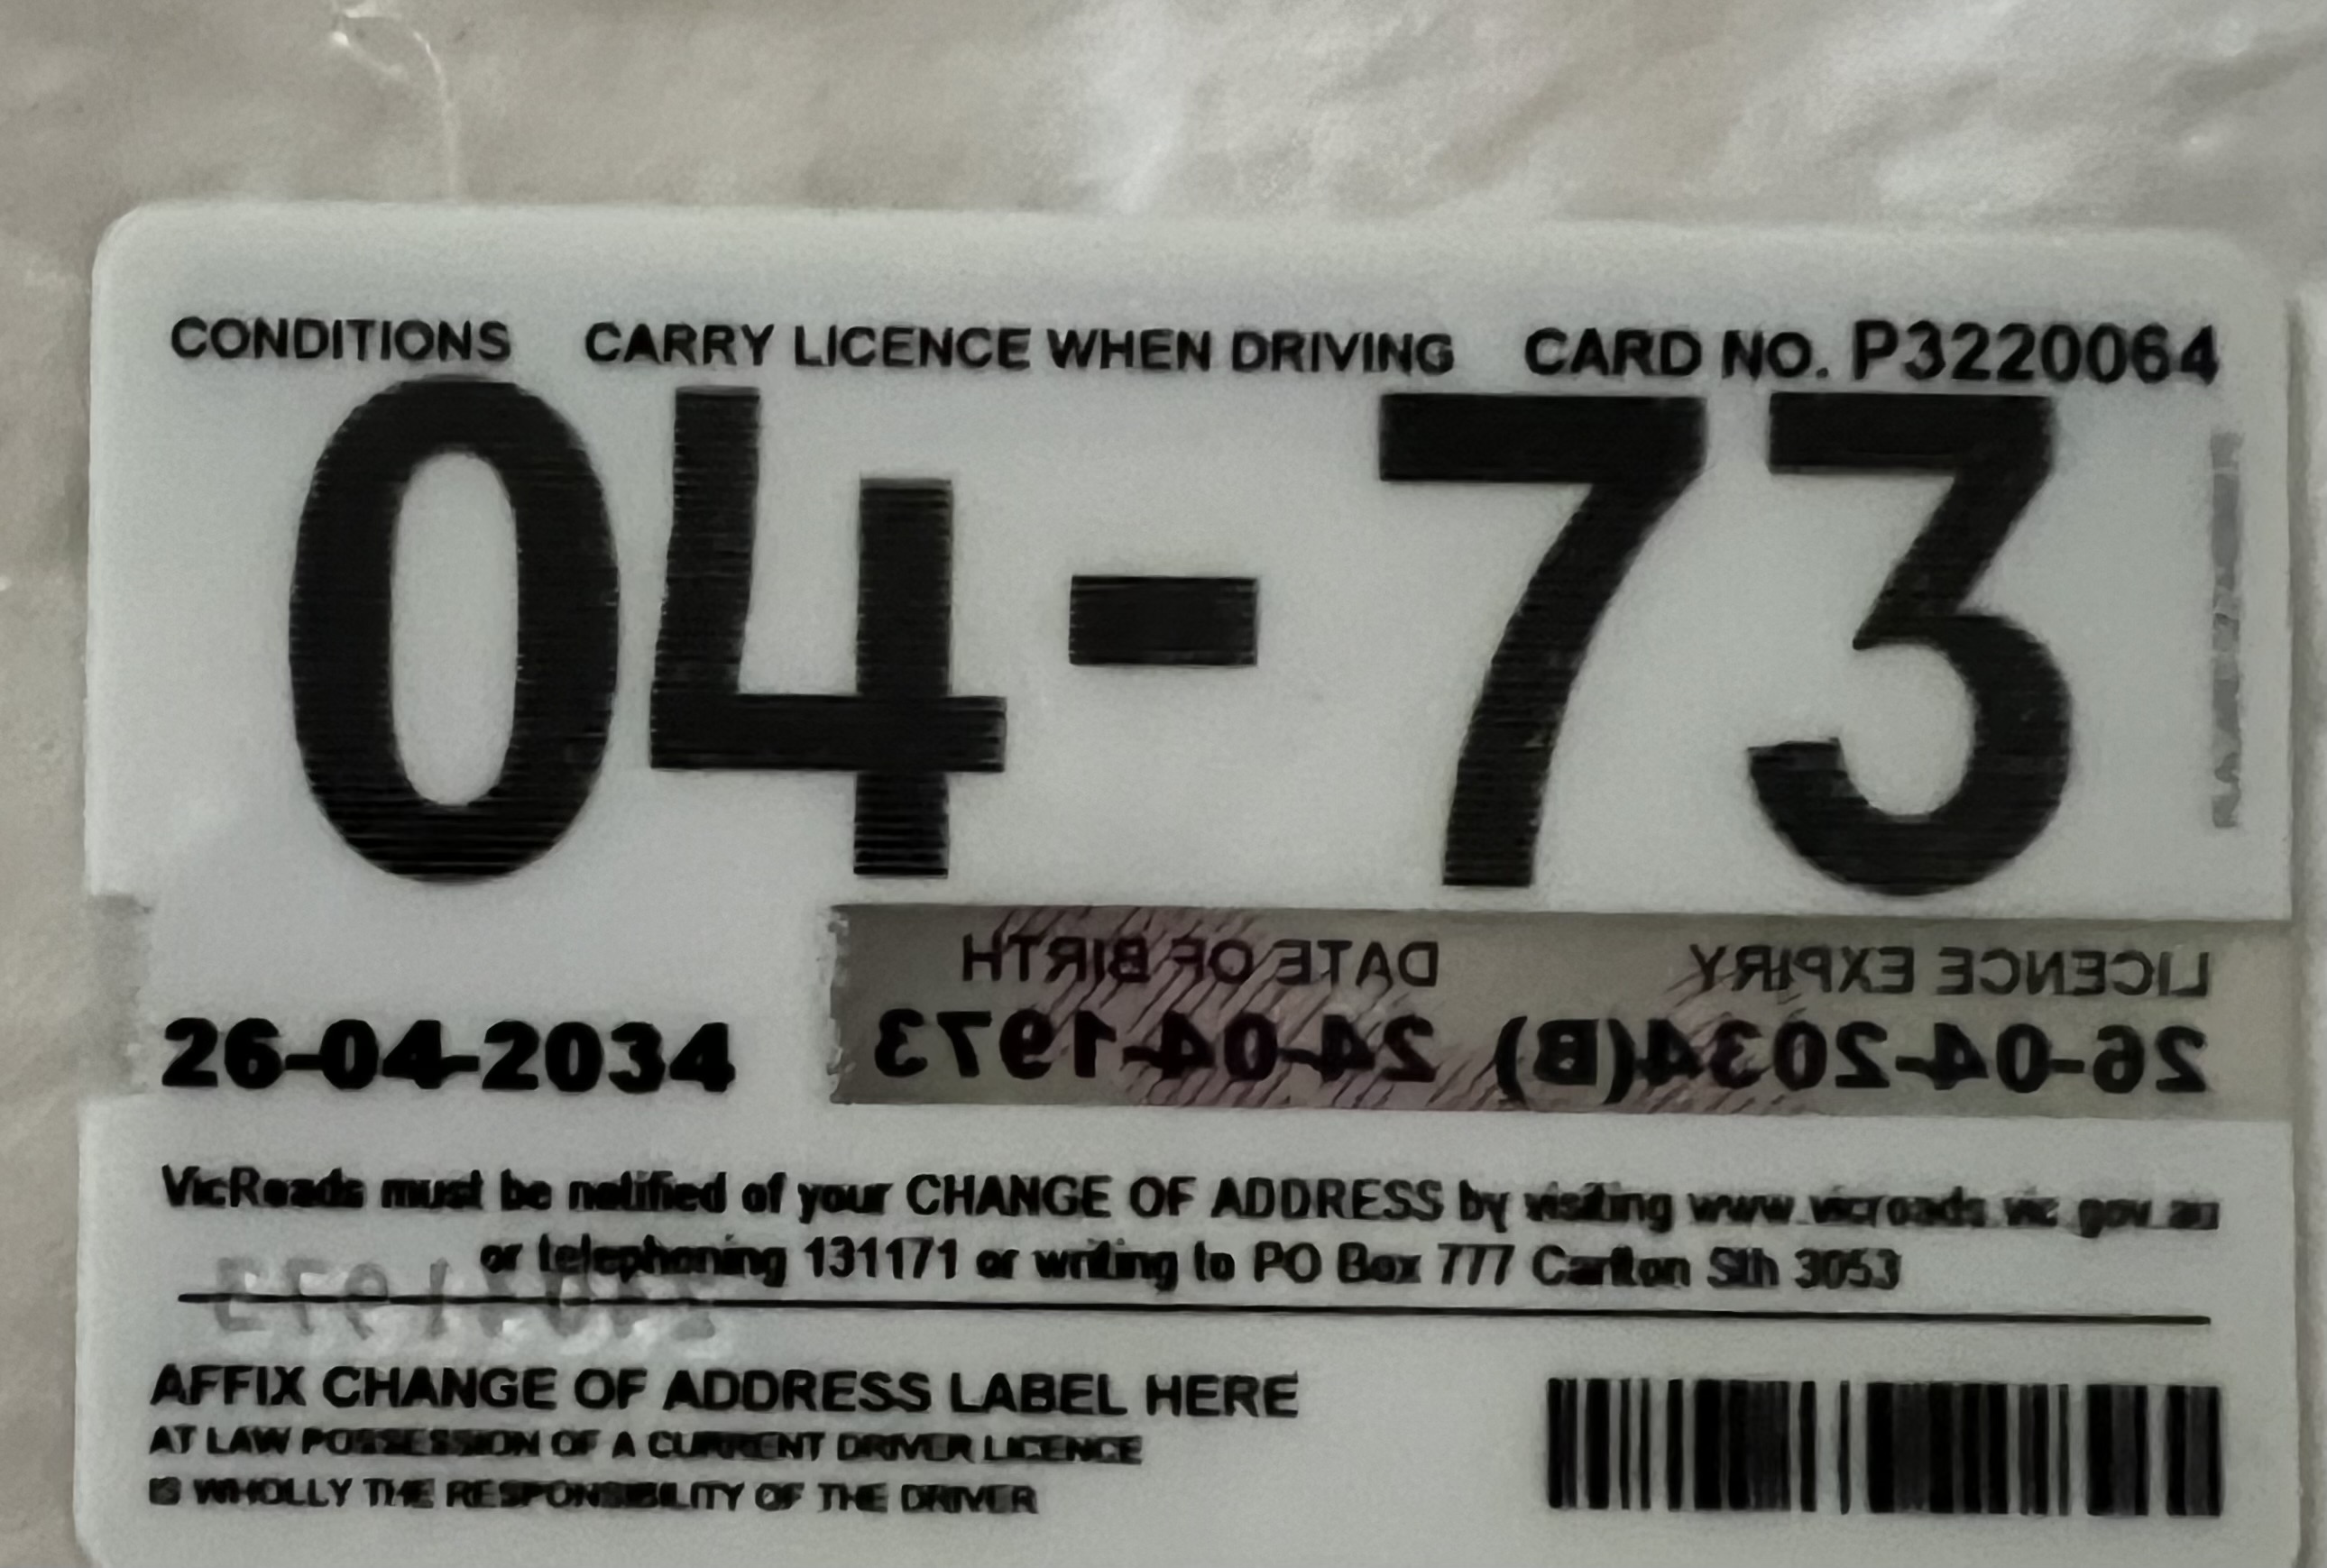 CONDITIONS CARRY LICENCE WHEN DRIVING CARD NO. P3220064
04-73
LICENCE EXPIRY DATE OF BIRTH
26-04-2034(B) 24-04-1973
26-04-2034
VicRoads must be notified of your CHANGE OF ADDRESS by visiting www.vicroads.vic.gov.au
or telephoning 131171 or writing to PO Box 777 Carlton Sth 3053
AFFIX CHANGE OF ADDRESS LABEL HERE
AT LAW POSSESSION OF A CURRENT DRIVER LICENCE
IS WHOLLY THE RESPONSIBILITY OF THE DRIVER